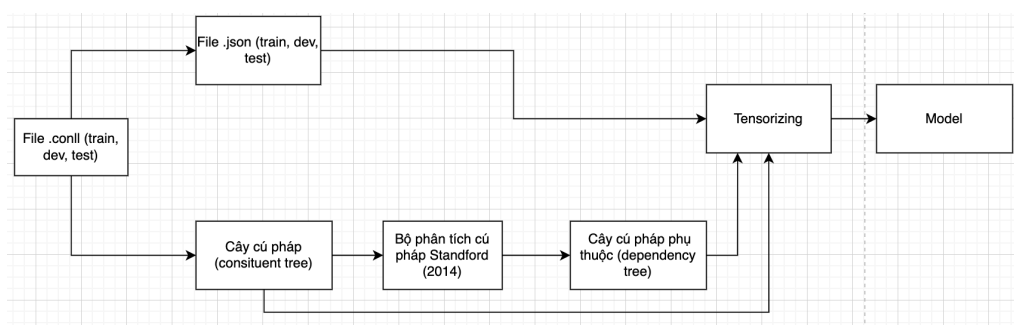 File .json (train, dev,
test)
File .conll (train,
dev, test)
Tensorizing
Model
Cây cú pháp
(consituent tree)
Bộ phân tích cú
pháp Standford
(2014)
Cây cú pháp phụ
thuộc (dependency
tree)